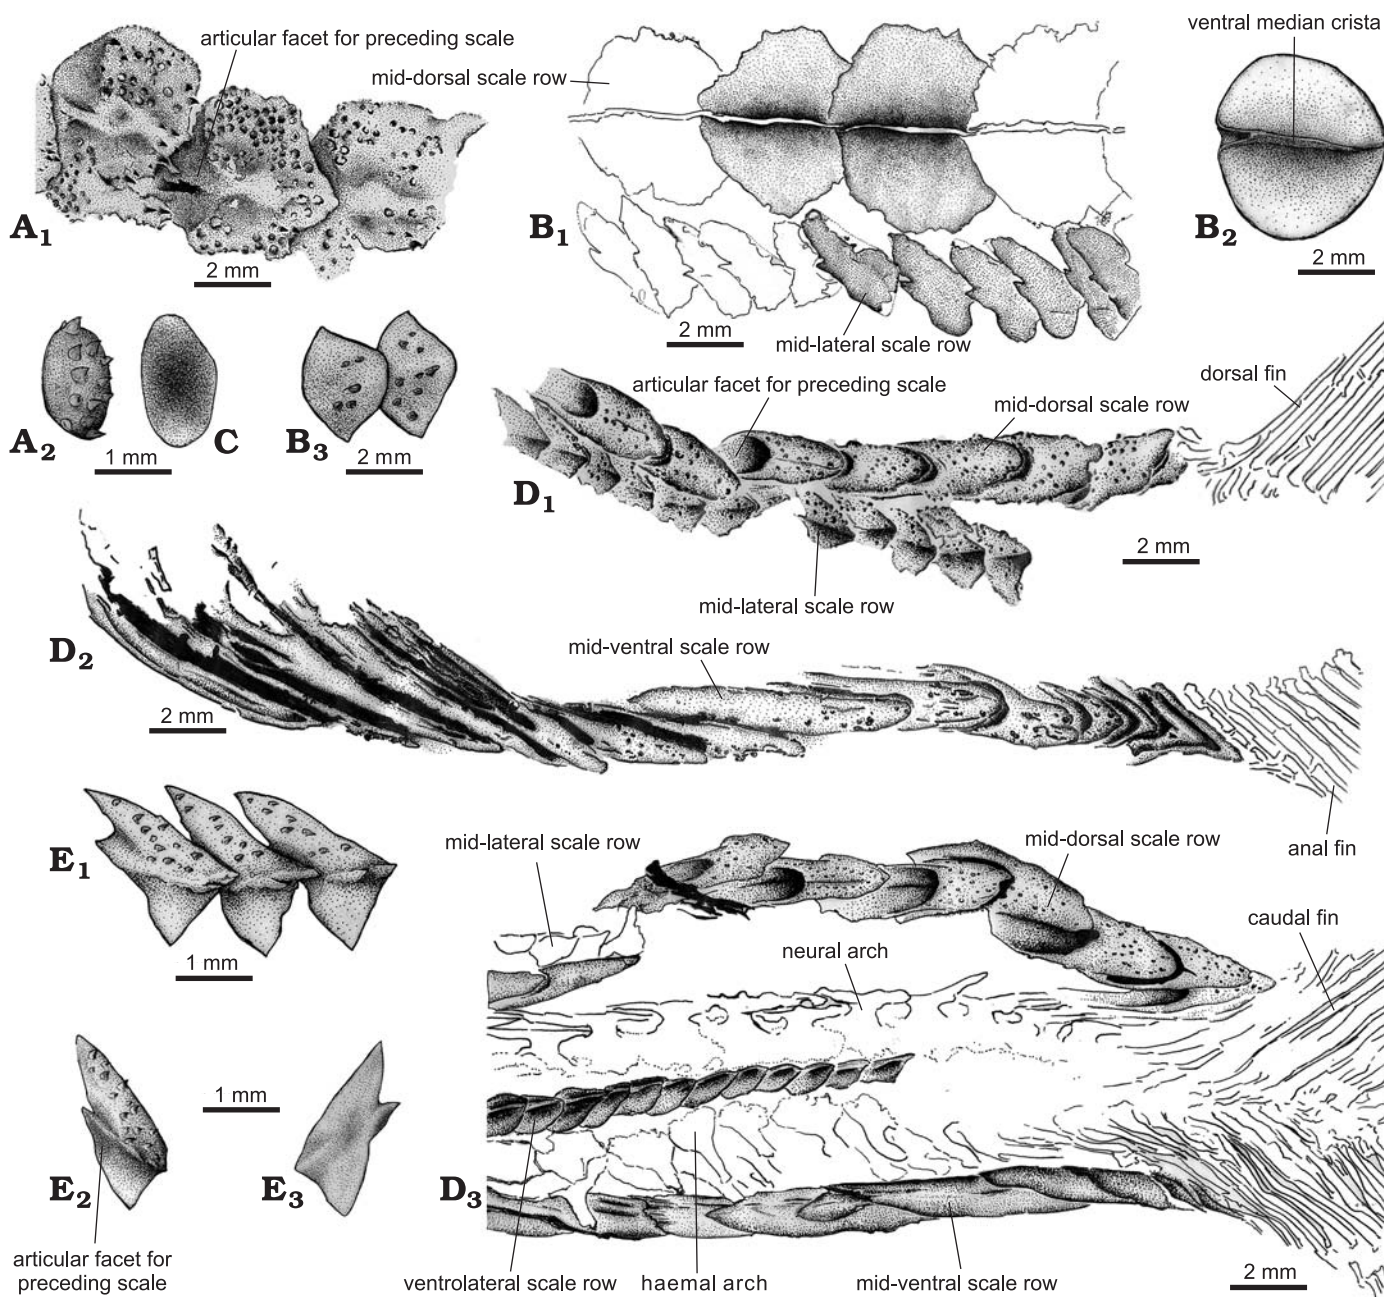 articular facet for preceding scale
mid-dorsal scale row
A1
2 mm
B1
2 mm
mid-lateral scale row
ventral median crista
B2
2 mm
A2
C
1 mm
B3
2 mm
articular facet for preceding scale
mid-dorsal scale row
dorsal fin
D1
2 mm
mid-lateral scale row
D2
2 mm
mid-ventral scale row
anal fin
E1
1 mm
mid-lateral scale row
mid-dorsal scale row
neural arch
caudal fin
E2
1 mm
E3
articular facet for
preceding scale
D3
ventrolateral scale row
haemal arch
mid-ventral scale row
2 mm